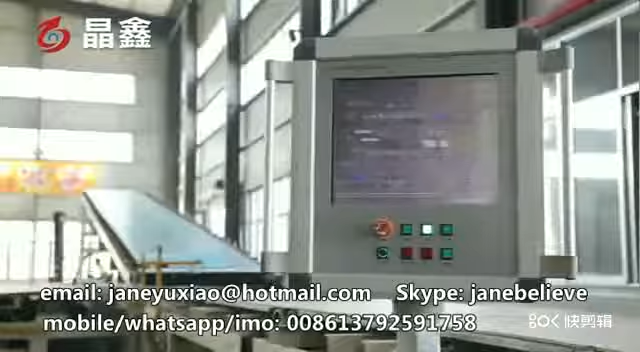 晶鑫
email: janeyuxiao@hotmail.com Skype: janebelieve
mobile/whatsapp/imo: 008613792591758
快剪辑